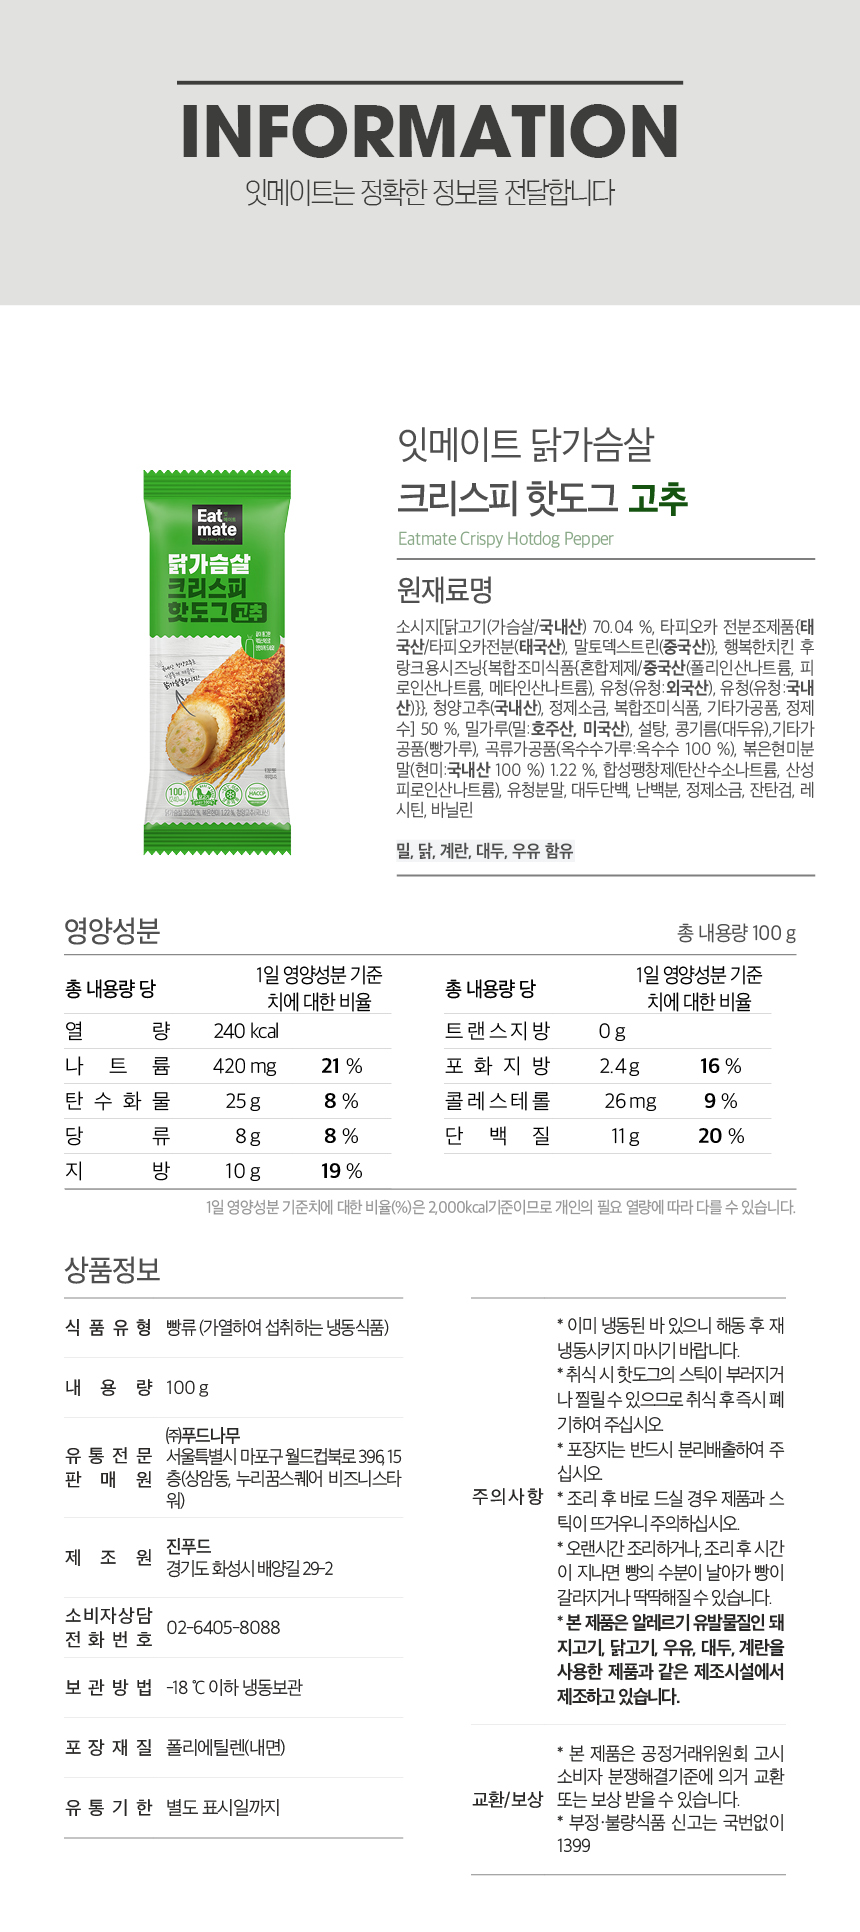 INFORMATION
잇메이트는 정확한 정보를 전달합니다
잇메이트 닭가슴살
크리스피 핫도그 고추
Eatmate Crispy Hotdog Pepper
Eat
mate
닭가슴살
크리스피
핫도그 고추
100g
HACCP
원재료명
소시지[닭고기(가슴살/국내산) 70.04 %, 타피오카 전분조제품{태
국산/타피오카전분(태국산), 말토덱스트린(중국산)}, 행복한치킨 후
랑크용시즈닝{복합조미식품{혼합제제/중국산(폴리인산나트륨, 피
로인산나트륨, 메타인산나트륨), 유청(유청:외국산), 유청(유청:국내
산)}}, 청양고추(국내산), 정제소금, 복합조미식품, 기타가공품, 정제
수] 50 %, 밀가루(밀:호주산, 미국산), 설탕, 콩기름(대두유),기타가
공품(빵가루), 곡류가공품(옥수수가루:옥수수 100 %), 볶은현미분
말(현미:국내산 100 %) 1.22 %, 합성팽창제(탄산수소나트륨, 산성
피로인산나트륨), 유청분말, 대두단백, 난백분, 정제소금, 잔탄검, 레
시틴, 바닐린
밀, 닭, 계란, 대두, 우유 함유
영양성분 총 내용량 100 g
총 내용량 당 1일 영양성분 기준
치에 대한 비율
열 량 240 kcal
나 트 륨 420 mg 21 %
탄 수 화 물 25 g 8 %
당 류 8 g 8 %
지 방 10 g 19 %
총 내용량 당 1일 영양성분 기준
치에 대한 비율
트랜스지방 0 g
포 화 지 방 2.4 g 16 %
콜레스테롤 26 mg 9 %
단 백 질 11 g 20 %
1일 영양성분 기준치에 대한 비율(%)은 2,000kcal기준이므로 개인의 필요 열량에 따라 다를 수 있습니다.
상품정보
식 품 유 형 빵류 (가열하여 섭취하는 냉동식품)
내 용 량 100 g
유 통 전 문
판 매 원
㈜푸드나무
서울특별시 마포구 월드컵북로 396, 15
층(상암동, 누리꿈스퀘어 비즈니스타
워)
제 조 원
진푸드
경기도 화성시 배양길 29-2
소비자상담
전 화 번 호
02-6405-8088
보 관 방 법 -18 ℃ 이하 냉동보관
포 장 재 질 폴리에틸렌(내면)
유 통 기 한 별도 표시일까지
주의사항
* 이미 냉동된 바 있으니 해동 후 재
냉동시키지 마시기 바랍니다.
* 취식 시 핫도그의 스틱이 부러지거
나 찔릴 수 있으므로 취식 후 즉시 폐
기하여 주십시오
* 포장지는 반드시 분리배출하여 주
십시오
* 조리 후 바로 드실 경우 제품과 스
틱이 뜨거우니 주의하십시오.
* 오랜시간 조리하거나, 조리 후 시간
이 지나면 빵의 수분이 날아가 빵이
갈라지거나 딱딱해질 수 있습니다.
* 본 제품은 알레르기 유발물질인 돼
지고기, 닭고기, 우유, 대두, 계란을
사용한 제품과 같은 제조시설에서
제조하고 있습니다.
교환/보상
* 본 제품은 공정거래위원회 고시
소비자 분쟁해결기준에 의거 교환
또는 보상 받을 수 있습니다.
* 부정·불량식품 신고는 국번없이
1399